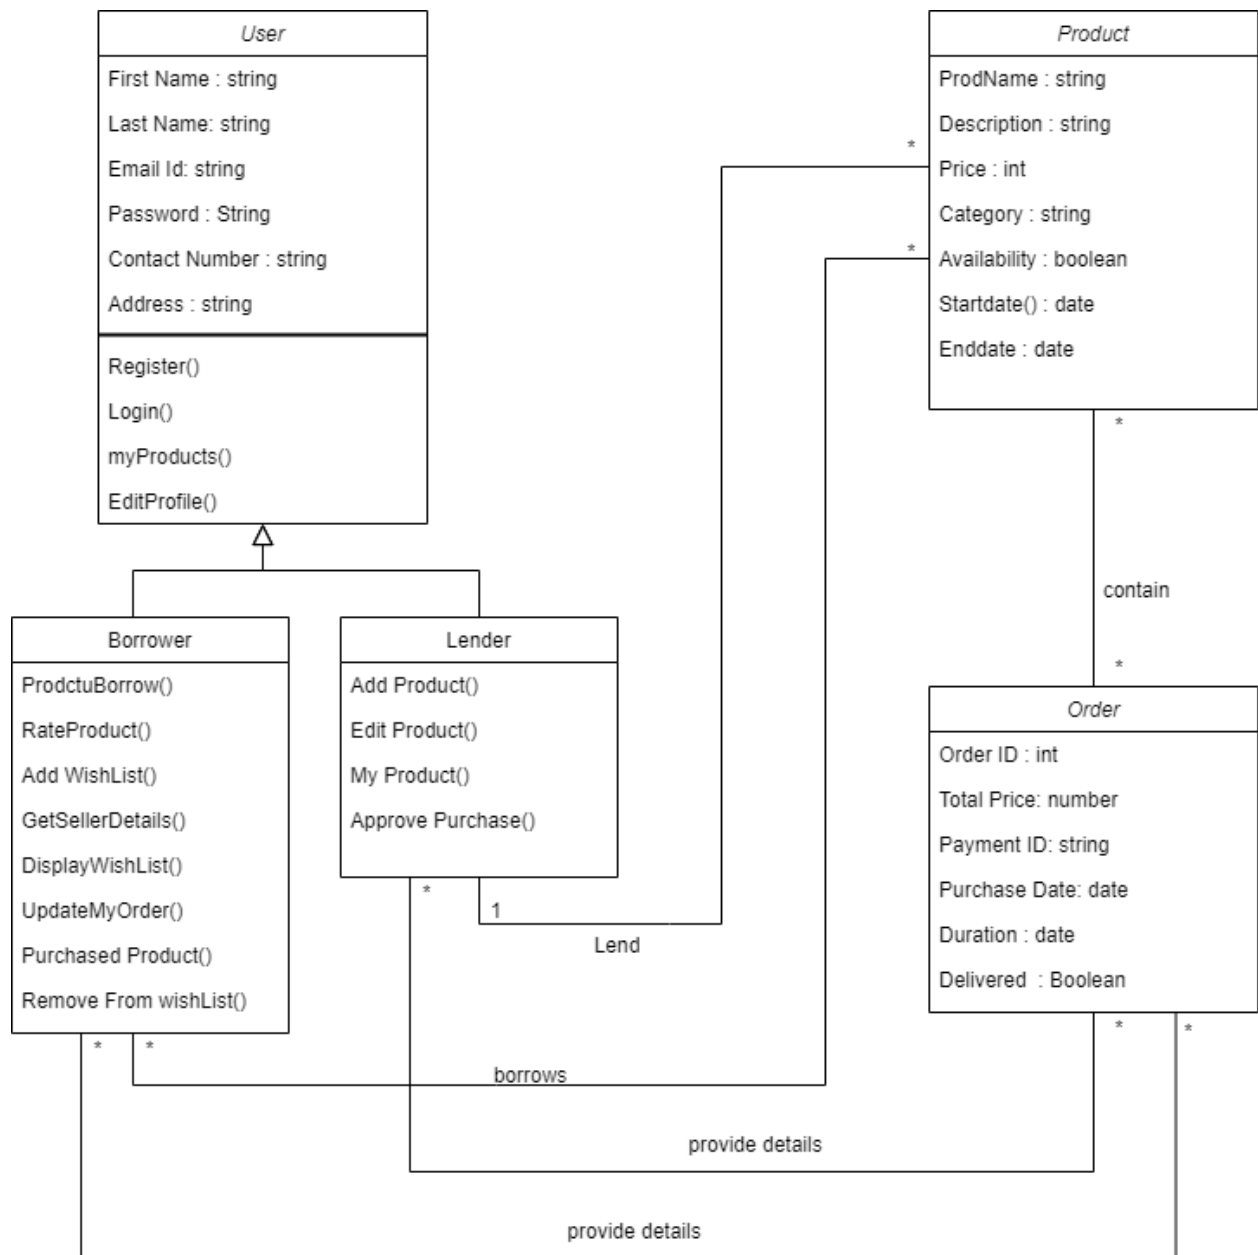 User
First Name : string
Last Name: string
Email Id: string
Password : String
Contact Number : string
Address : string
Register()
Login()
myProducts()
EditProfile()
Product
ProdName : string
Description : string
Price : int
Category : string
Availability : boolean
Startdate() : date
Enddate : date
*
*
*
contain
*
Borrower
ProdctuBorrow()
RateProduct()
Add WishList()
GetSellerDetails()
DisplayWishList()
UpdateMyOrder()
Purchased Product()
Remove From wishList()
Lender
Add Product()
Edit Product()
My Product()
Approve Purchase()
*
1
Lend
Order
Order ID : int
Total Price: number
Payment ID: string
Purchase Date: date
Duration : date
Delivered  : Boolean
*
*
*
*
borrows
provide details
provide details